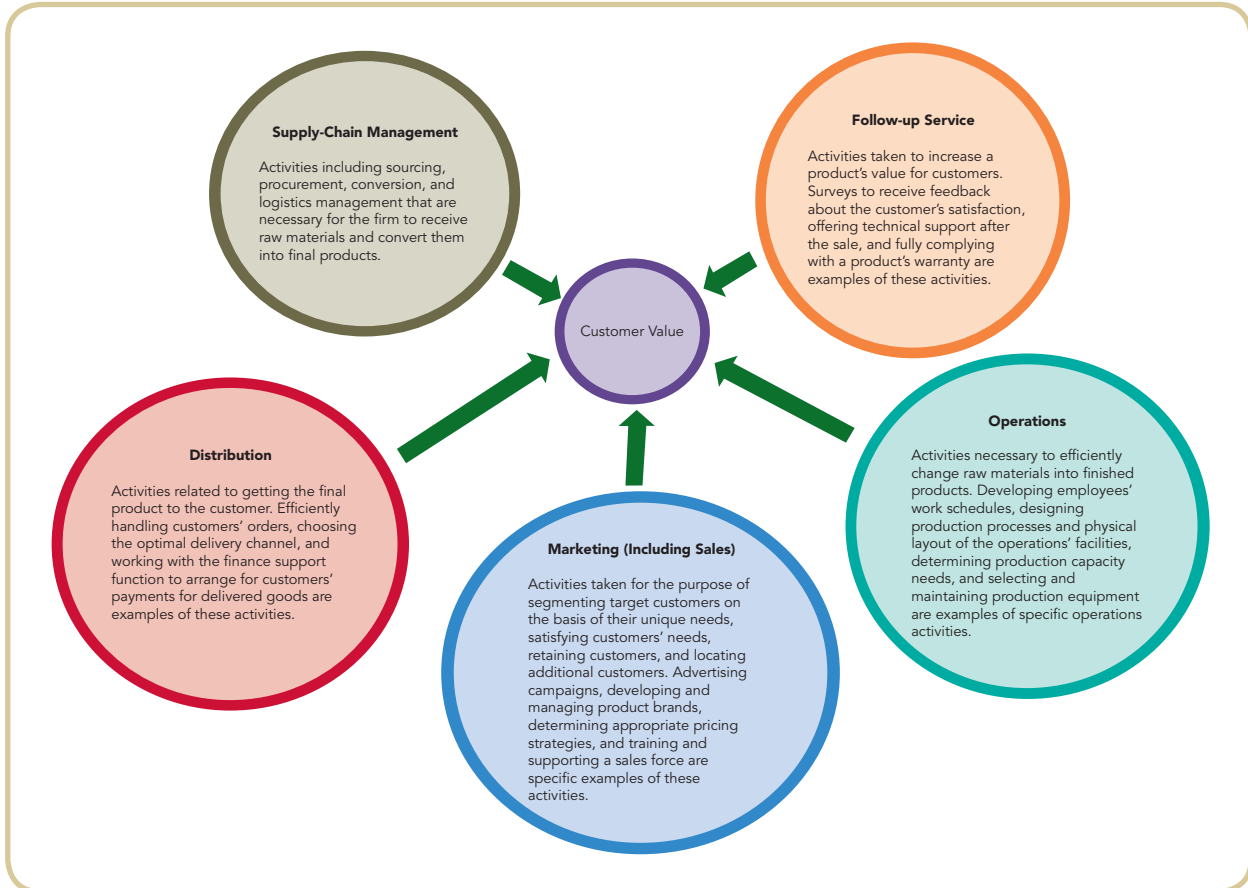 Supply-Chain Management
Activities including sourcing,
procurement, conversion, and
logistics management that are
necessary for the firm to receive
raw materials and convert them
into final products.
Follow-up Service
Activities taken to increase a
product’s value for customers.
Surveys to receive feedback
about the customer’s satisfaction,
offering technical support after
the sale, and fully complying
with a product’s warranty are
examples of these activities.
Customer Value
Distribution
Activities related to getting the final
product to the customer. Efficiently
handling customers’ orders, choosing
the optimal delivery channel, and
working with the finance support
function to arrange for customers’
payments for delivered goods are
examples of these activities.
Marketing (Including Sales)
Activities taken for the purpose of
segmenting target customers on
the basis of their unique needs,
satisfying customers’ needs,
retaining customers, and locating
additional customers. Advertising
campaigns, developing and
managing product brands,
determining appropriate pricing
strategies, and training and
supporting a sales force are
specific examples of these
activities.
Operations
Activities necessary to efficiently
change raw materials into finished
products. Developing employees’
work schedules, designing
production processes and physical
layout of the operations’ facilities,
determining production capacity
needs, and selecting and
maintaining production equipment
are examples of specific operations
activities.